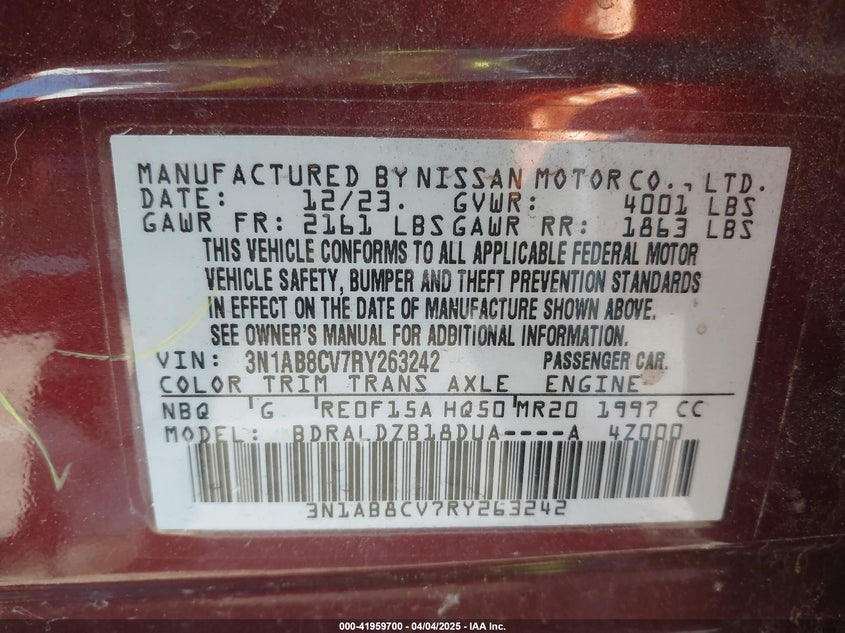 MANUFACTURED BY NISSAN MOTOR CO., LTD.
DATE: 12/23. GVWR: 4001 LBS
GAWR FR: 2161 LBS GAWR RR: 1863 LBS
THIS VEHICLE CONFORMS TO ALL APPLICABLE FEDERAL MOTOR
VEHICLE SAFETY, BUMPER AND THEFT PREVENTION STANDARDS
IN EFFECT ON THE DATE OF MANUFACTURE SHOWN ABOVE.
SEE OWNER'S MANUAL FOR ADDITIONAL INFORMATION.
VIN: 3N1AB8CV7RY263242 PASSENGER CAR.
COLOR TRIM TRANS AXLE ENGINE
NBQ G RE0F15A HQ50 MR20 1997 CC
MODEL: BDRALDZB18DUA----A 4Z000
3N1AB8CV7RY263242
000-41959700 - 04/04/2025 - IAA Inc.